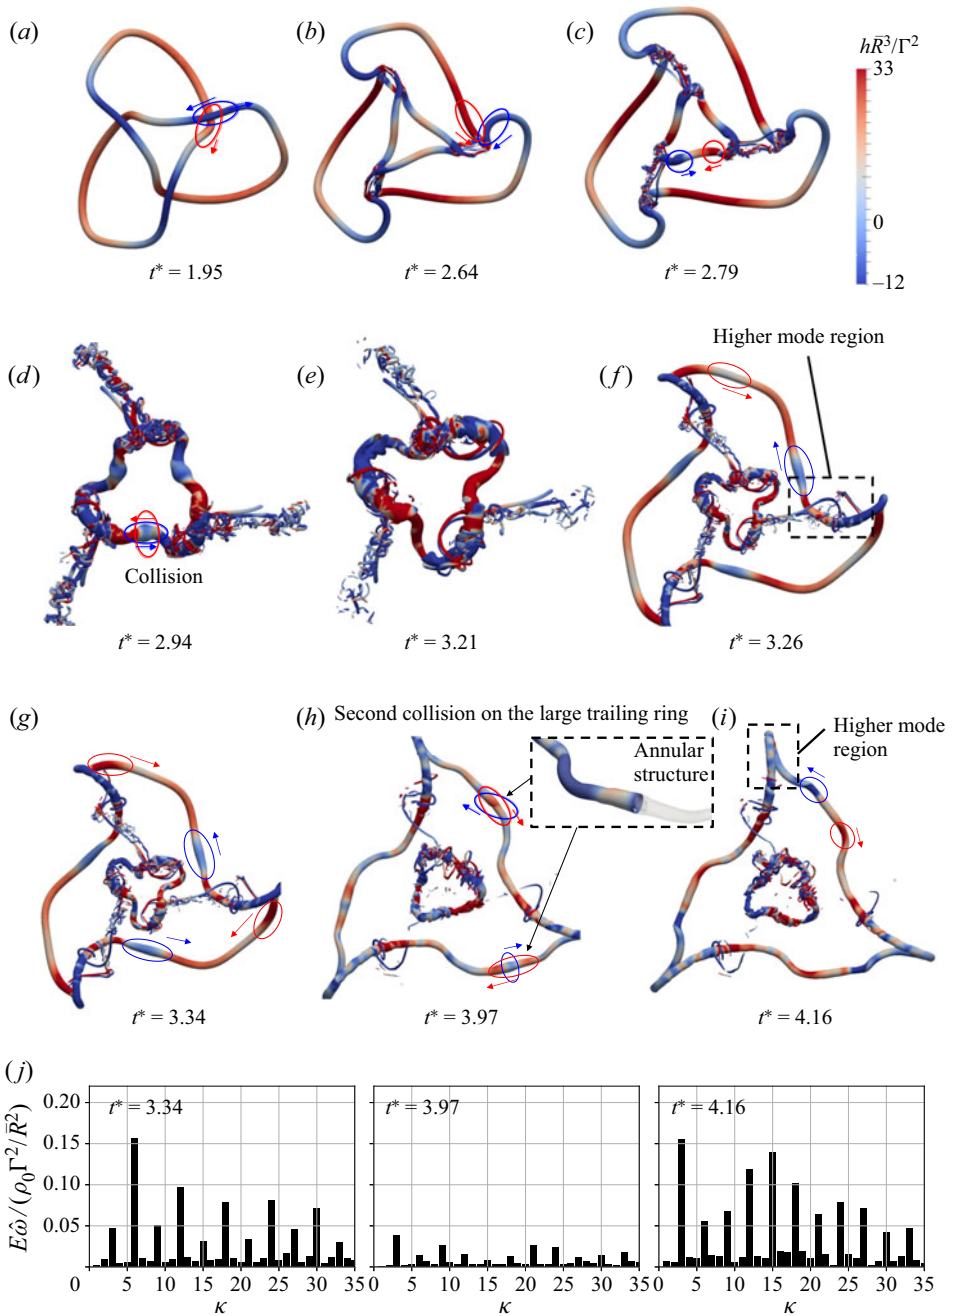 (a)
(b)
(c)
hR̄³/Γ²
33
0
−12
t* = 1.95
t* = 2.64
t* = 2.79
Higher mode region
(d)
(e)
(f)
Collision
t* = 2.94
t* = 3.21
t* = 3.26
(g)
(h)
Second collision on the large trailing ring
(i)
Annular
structure
Higher mode
region
t* = 3.34
t* = 3.97
t* = 4.16
(j)
Eω̂/(ρ₀Γ²/R̄²)
0.20
0.15
0.10
0.05
t* = 3.34
t* = 3.97
t* = 4.16
0 5 10 15 20 25 30 35
0 5 10 15 20 25 30 35
0 5 10 15 20 25 30 35
κ
κ
κ